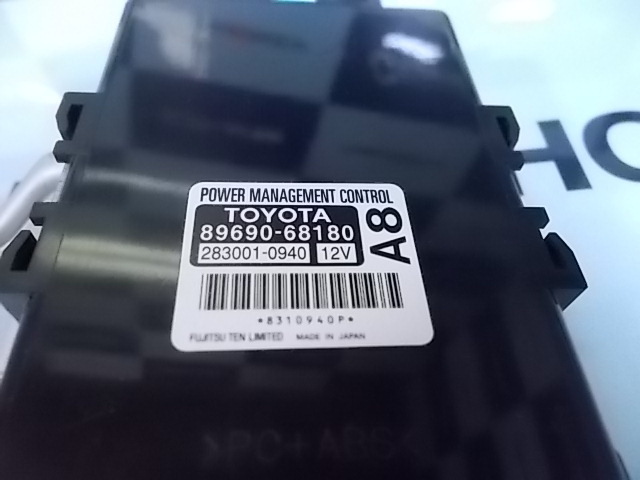 POWER MANAGEMENT CONTROL
TOYOTA
89690-68180
283001-0940 12V
A8
*8310940P*
FUJITSU TEN LIMITED MADE IN JAPAN
>PC+ABS<
HO